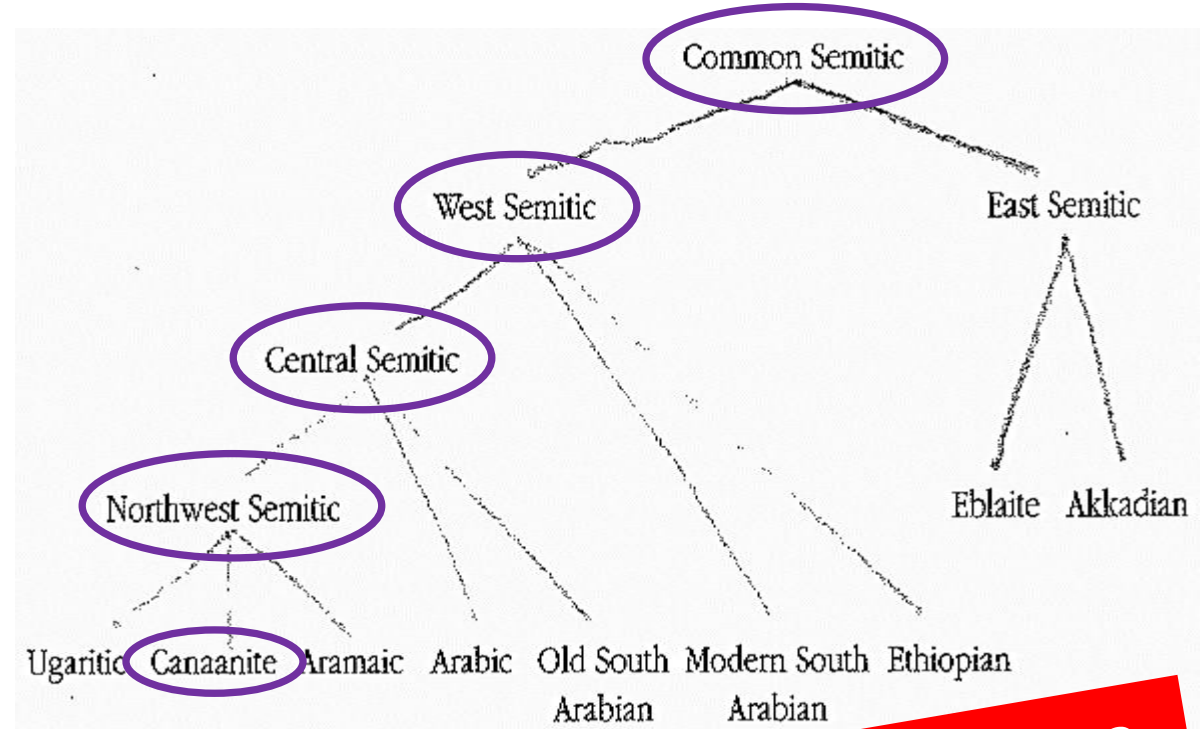 Common Semitic
West Semitic
East Semitic
Central Semitic
Northwest Semitic
Eblaite
Akkadian
Ugaritic
Canaanite
Aramaic
Arabic
Old South
Arabian
Modern South
Arabian
Ethiopian